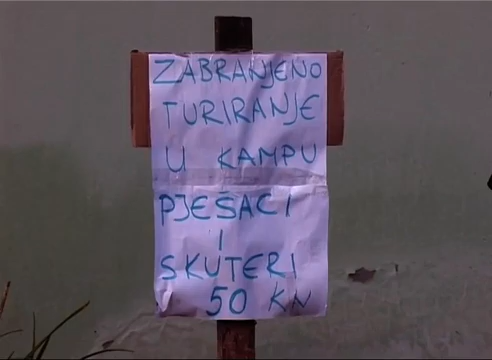 ZABRANJENO
TURIRANJE
U KAMPU
PJEŠACI
I
SKUTERI
50 KN